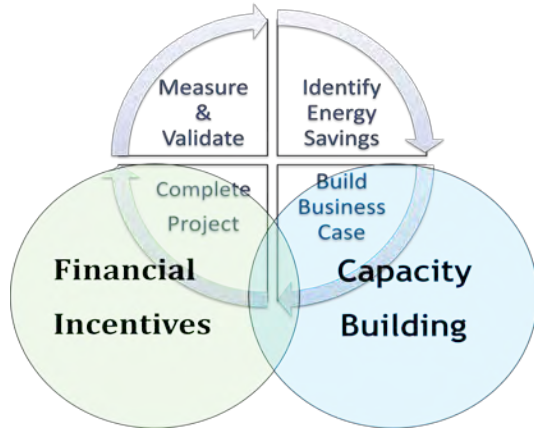 Measure
&
Validate
Identify
Energy
Savings
Complete
Project
Build
Business
Case
Financial
Incentives
Capacity
Building